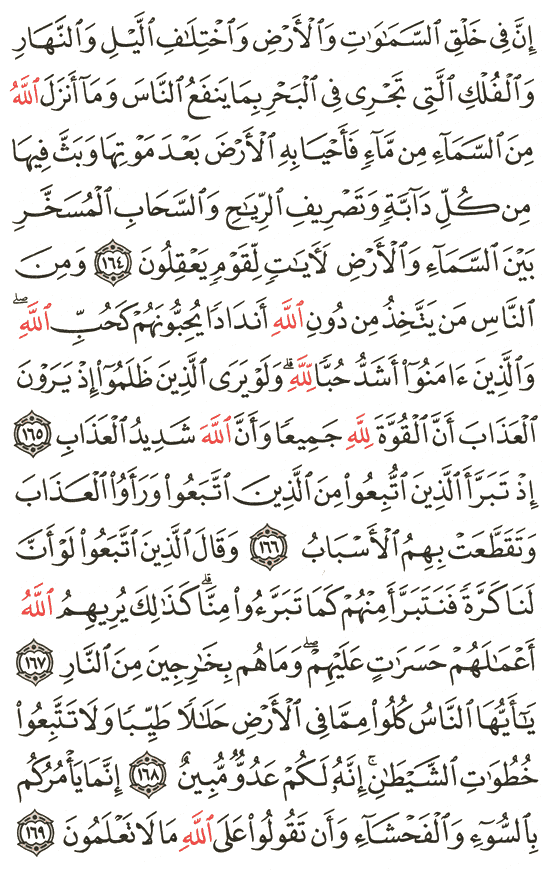 إِنَّ فِي خَلْقِ ٱلسَّمَـٰوَٰتِ وَٱلْأَرْضِ وَٱخْتِلَـٰفِ ٱلَّيْلِ وَٱلنَّهَارِ
وَٱلْفُلْكِ ٱلَّتِي تَجْرِي فِي ٱلْبَحْرِ بِمَا يَنفَعُ ٱلنَّاسَ وَمَآ أَنزَلَ ٱللَّهُ
مِنَ ٱلسَّمَآءِ مِن مَّآءٍ فَأَحْيَا بِهِ ٱلْأَرْضَ بَعْدَ مَوْتِهَا وَبَثَّ فِيهَا
مِن كُلِّ دَآبَّةٍ وَتَصْرِيفِ ٱلرِّيَـٰحِ وَٱلسَّحَابِ ٱلْمُسَخَّرِ
بَيْنَ ٱلسَّمَآءِ وَٱلْأَرْضِ لَـَٔايَـٰتٍ لِّقَوْمٍ يَعْقِلُونَ ١٦٤ وَمِنَ
ٱلنَّاسِ مَن يَتَّخِذُ مِن دُونِ ٱللَّهِ أَندَادًا يُحِبُّونَهُمْ كَحُبِّ ٱللَّهِ ۖ
وَٱلَّذِينَ ءَامَنُوٓا۟ أَشَدُّ حُبًّا لِّلَّهِ ۗ وَلَوْ يَرَى ٱلَّذِينَ ظَلَمُوٓا۟ إِذْ يَرَوْنَ
ٱلْعَذَابَ أَنَّ ٱلْقُوَّةَ لِلَّهِ جَمِيعًا وَأَنَّ ٱللَّهَ شَدِيدُ ٱلْعَذَابِ ١٦٥
إِذْ تَبَرَّأَ ٱلَّذِينَ ٱتُّبِعُوا۟ مِنَ ٱلَّذِينَ ٱتَّبَعُوا۟ وَرَأَوُا۟ ٱلْعَذَابَ
وَتَقَطَّعَتْ بِهِمُ ٱلْأَسْبَابُ ١٦٦ وَقَالَ ٱلَّذِينَ ٱتَّبَعُوا۟ لَوْ أَنَّ
لَنَا كَرَّةً فَنَتَبَرَّأَ مِنْهُمْ كَمَا تَبَرَّءُوا۟ مِنَّا ۗ كَذَٰلِكَ يُرِيهِمُ ٱللَّهُ
أَعْمَـٰلَهُمْ حَسَرَٰتٍ عَلَيْهِمْ ۖ وَمَا هُم بِخَـٰرِجِينَ مِنَ ٱلنَّارِ ١٦٧
يَـٰٓأَيُّهَا ٱلنَّاسُ كُلُوا۟ مِمَّا فِي ٱلْأَرْضِ حَلَـٰلًا طَيِّبًا وَلَا تَتَّبِعُوا۟
خُطُوَٰتِ ٱلشَّيْطَـٰنِ ۚ إِنَّهُۥ لَكُمْ عَدُوٌّ مُّبِينٌ ١٦٨ إِنَّمَا يَأْمُرُكُم
بِٱلسُّوٓءِ وَٱلْفَحْشَآءِ وَأَن تَقُولُوا۟ عَلَى ٱللَّهِ مَا لَا تَعْلَمُونَ ١٦٩